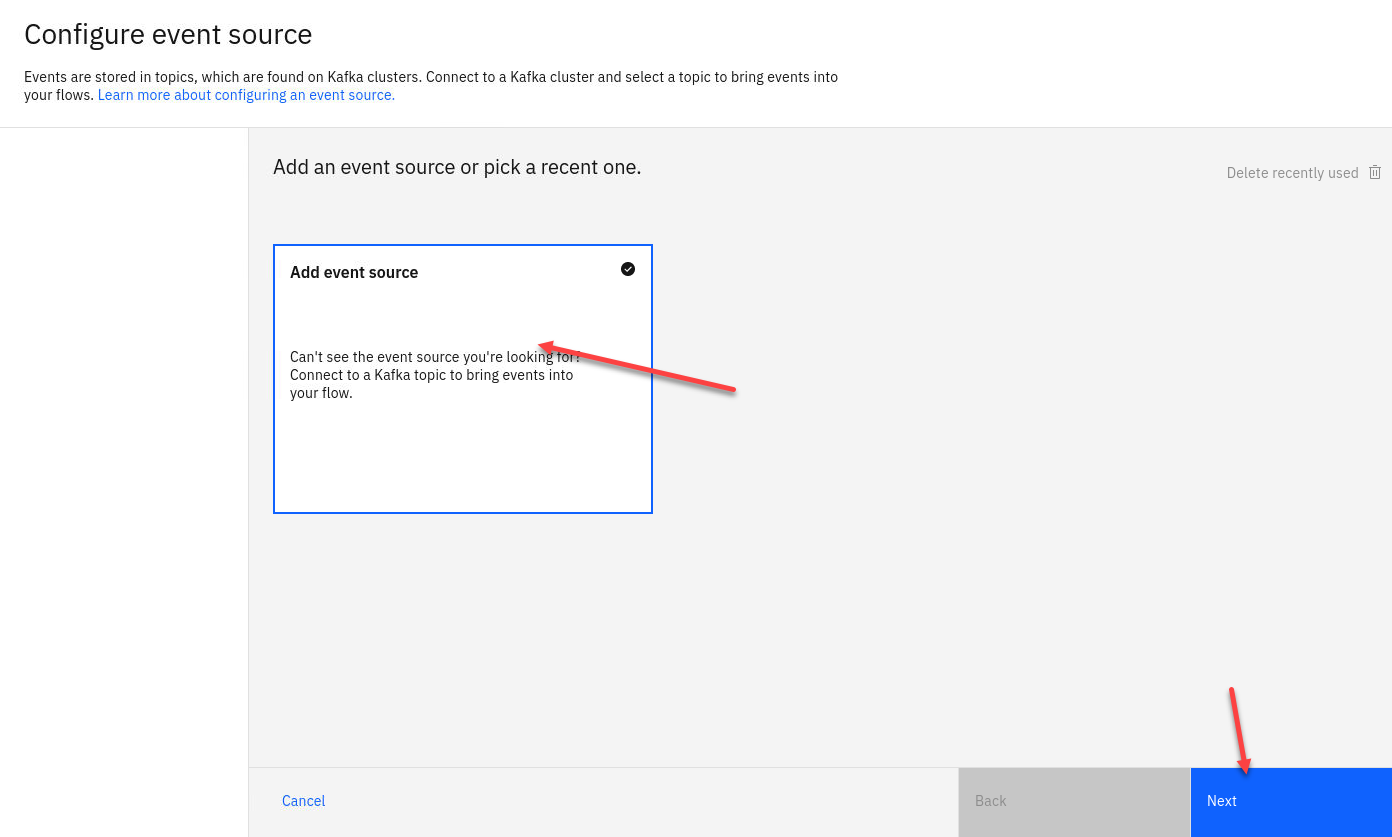 Configure event source
Events are stored in topics, which are found on Kafka clusters. Connect to a Kafka cluster and select a topic to bring events into
your flows. Learn more about configuring an event source.
Add an event source or pick a recent one.
Delete recently used
Add event source
Can't see the event source you're looking for?
Connect to a Kafka topic to bring events into
your flow.
Cancel
Back
Next